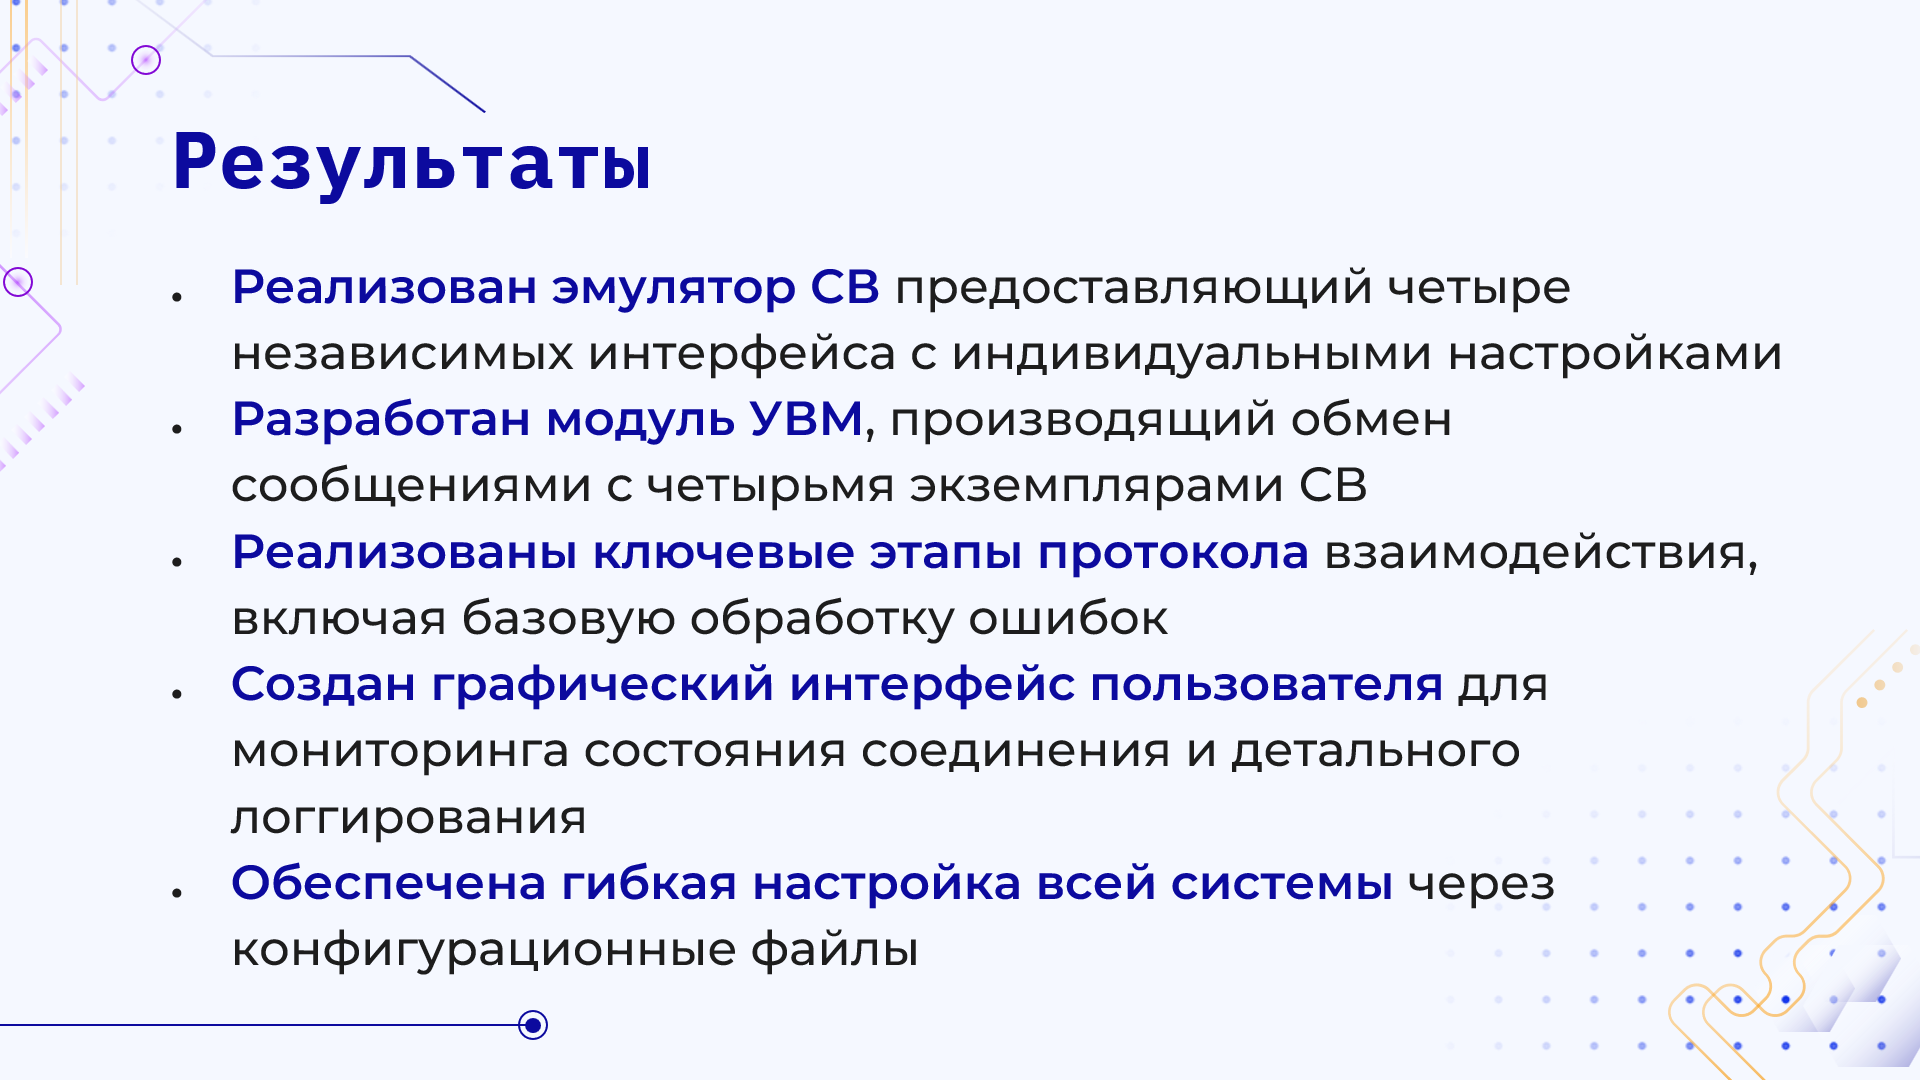 Результаты
• Реализован эмулятор СВ предоставляющий четыре
независимых интерфейса с индивидуальными настройками
• Разработан модуль УВМ, производящий обмен
сообщениями с четырьмя экземплярами СВ
• Реализованы ключевые этапы протокола взаимодействия,
включая базовую обработку ошибок
• Создан графический интерфейс пользователя для
мониторинга состояния соединения и детального
логгирования
• Обеспечена гибкая настройка всей системы через
конфигурационные файлы